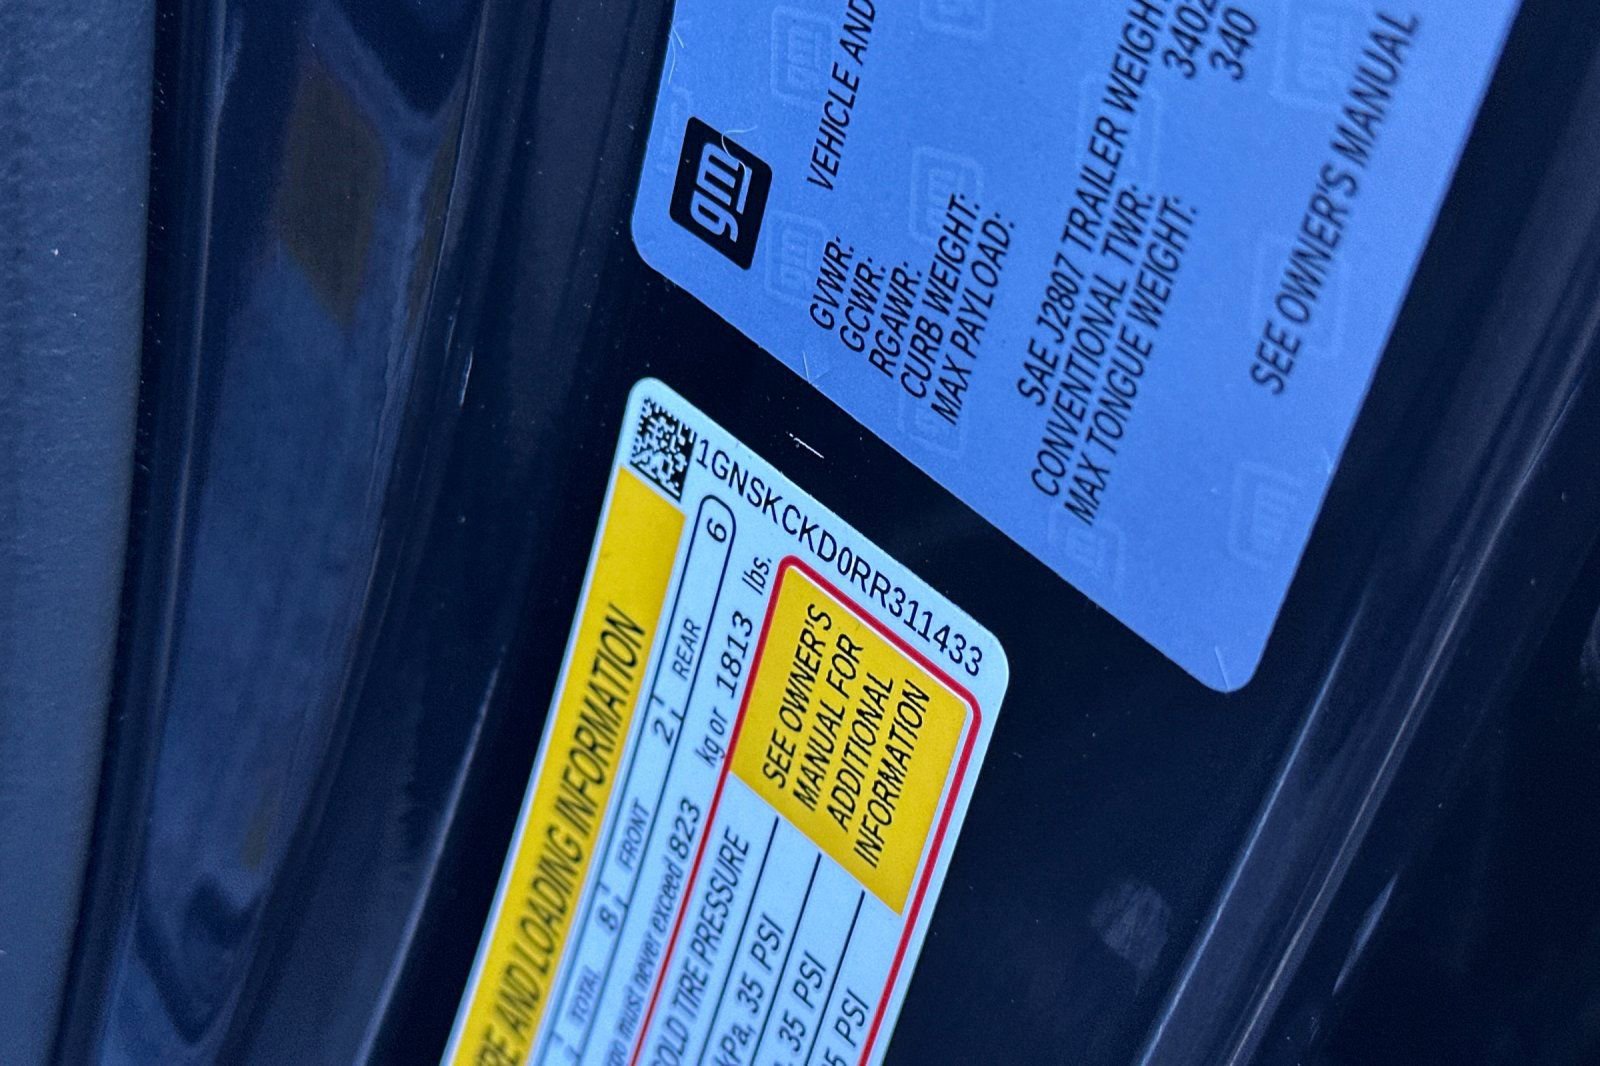 gm
VEHICLE AND
GVWR:
GCWR:
RGAWR:
CURB WEIGHT:
MAX PAYLOAD:
SAE J2807 TRAILER WEIGHT
CONVENTIONAL TWR: 3402
MAX TONGUE WEIGHT: 340
SEE OWNER'S MANUAL
AND LOADING INFORMATION
TOTAL 8 FRONT 2 REAR 6
must never exceed 823 kg or 1813 lbs.
COLD TIRE PRESSURE
kPa, 35 PSI
35 PSI
PSI
SEE OWNER'S
MANUAL FOR
ADDITIONAL
INFORMATION
1GNSKCKD0RR311433